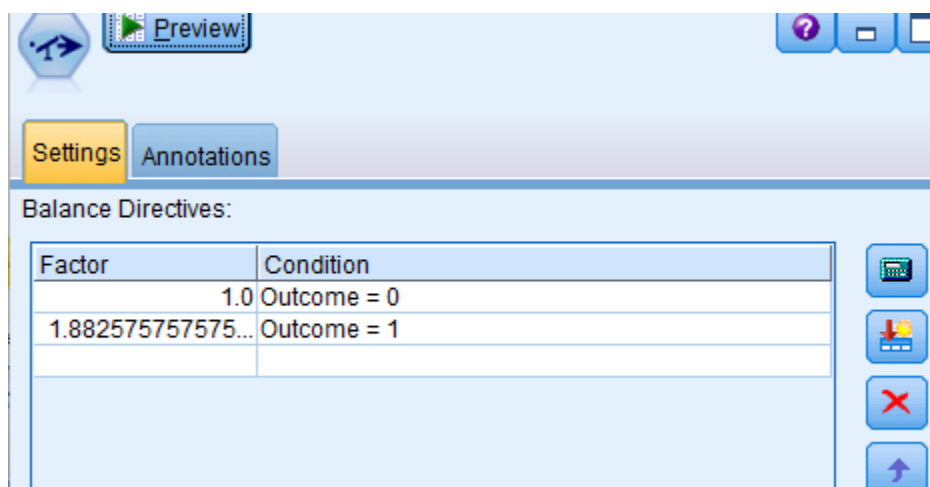 Preview
Settings Annotations
Balance Directives:
Factor Condition
1.0 Outcome = 0
1.882575757575... Outcome = 1